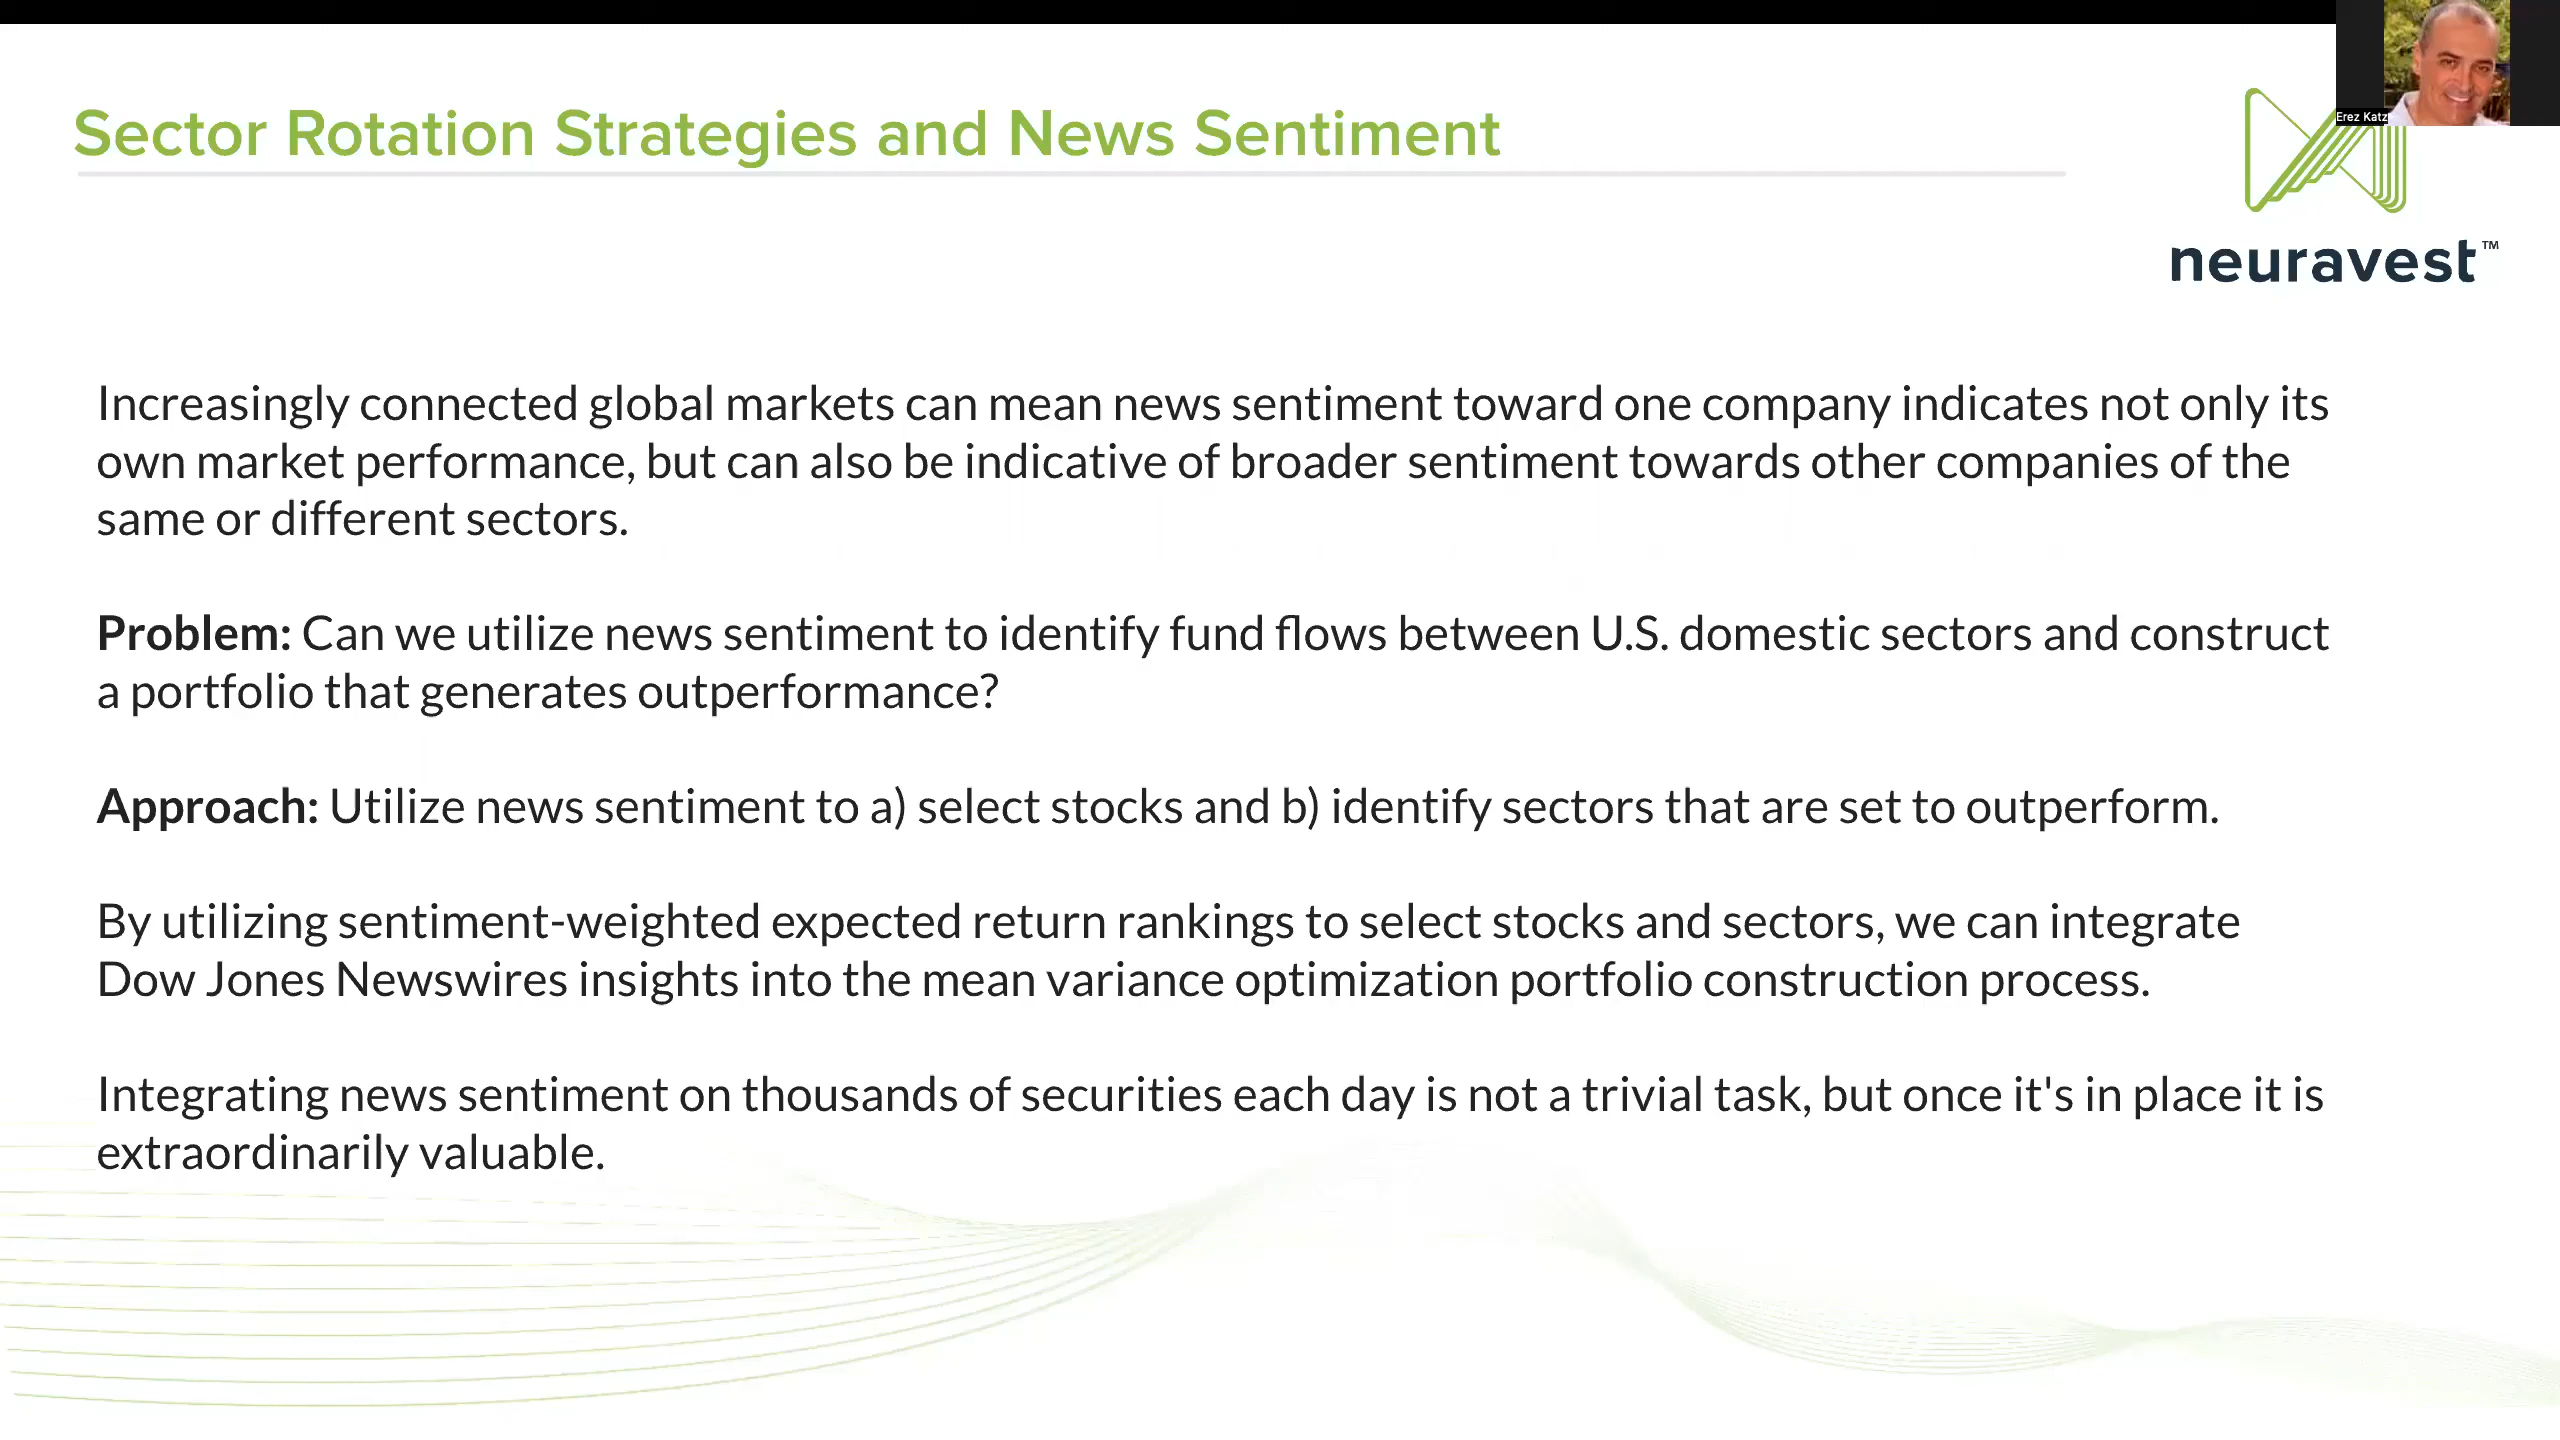 Erez Katz
Sector Rotation Strategies and News Sentiment
neuravest™
Increasingly connected global markets can mean news sentiment toward one company indicates not only its
own market performance, but can also be indicative of broader sentiment towards other companies of the
same or different sectors.
Problem: Can we utilize news sentiment to identify fund flows between U.S. domestic sectors and construct
a portfolio that generates outperformance?
Approach: Utilize news sentiment to a) select stocks and b) identify sectors that are set to outperform.
By utilizing sentiment-weighted expected return rankings to select stocks and sectors, we can integrate
Dow Jones Newswires insights into the mean variance optimization portfolio construction process.
Integrating news sentiment on thousands of securities each day is not a trivial task, but once it's in place it is
extraordinarily valuable.